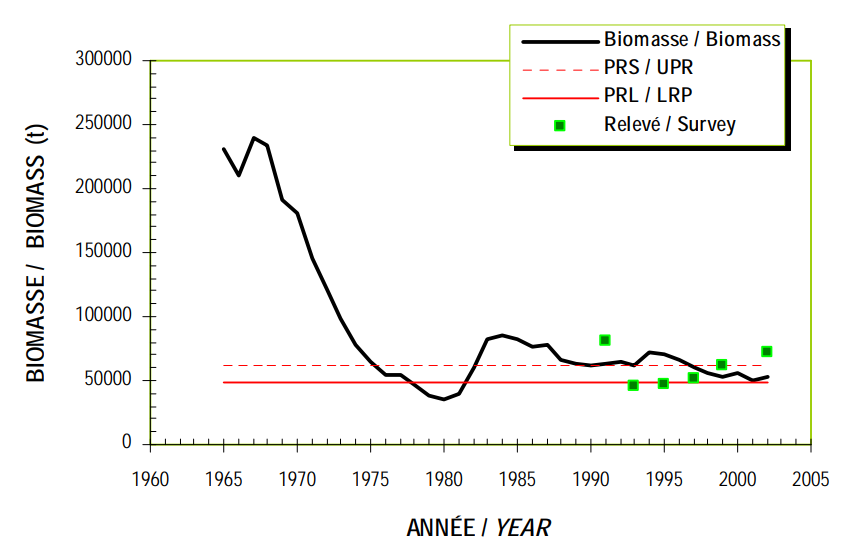 Biomasse / Biomass
PRS / UPR
PRL / LRP
Relevé / Survey
300000
250000
200000
150000
100000
50000
0
BIOMASSE / BIOMASS (t)
1960 1965 1970 1975 1980 1985 1990 1995 2000 2005
ANNÉE / YEAR